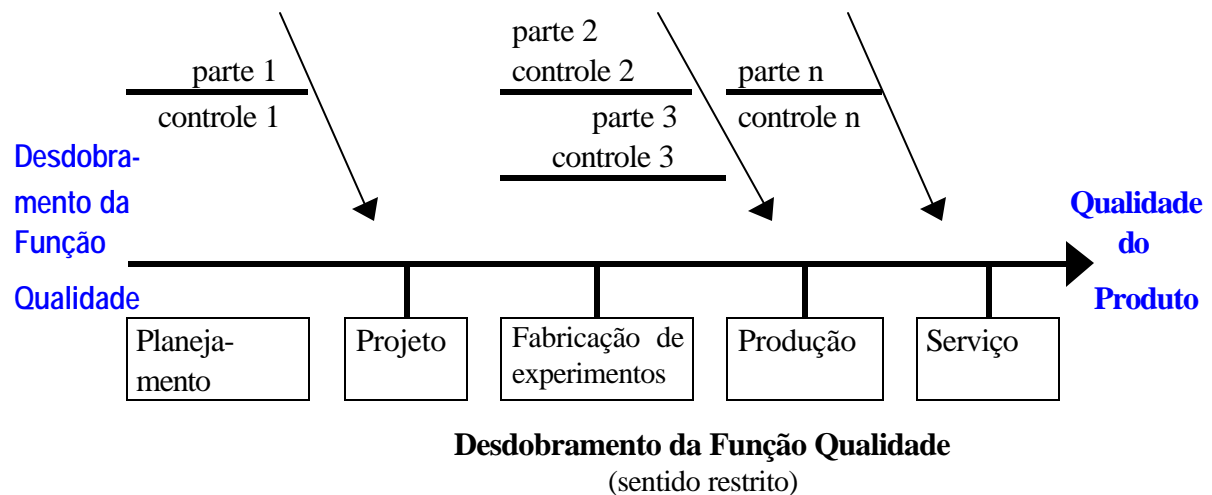 parte 1
controle 1
parte 2
controle 2
parte 3
controle 3
parte n
controle n
Desdobra-
mento da
Função
Qualidade
Qualidade
do
Produto
Planeja-
mento
Projeto
Fabricação de
experimentos
Produção
Serviço
Desdobramento da Função Qualidade
(sentido restrito)